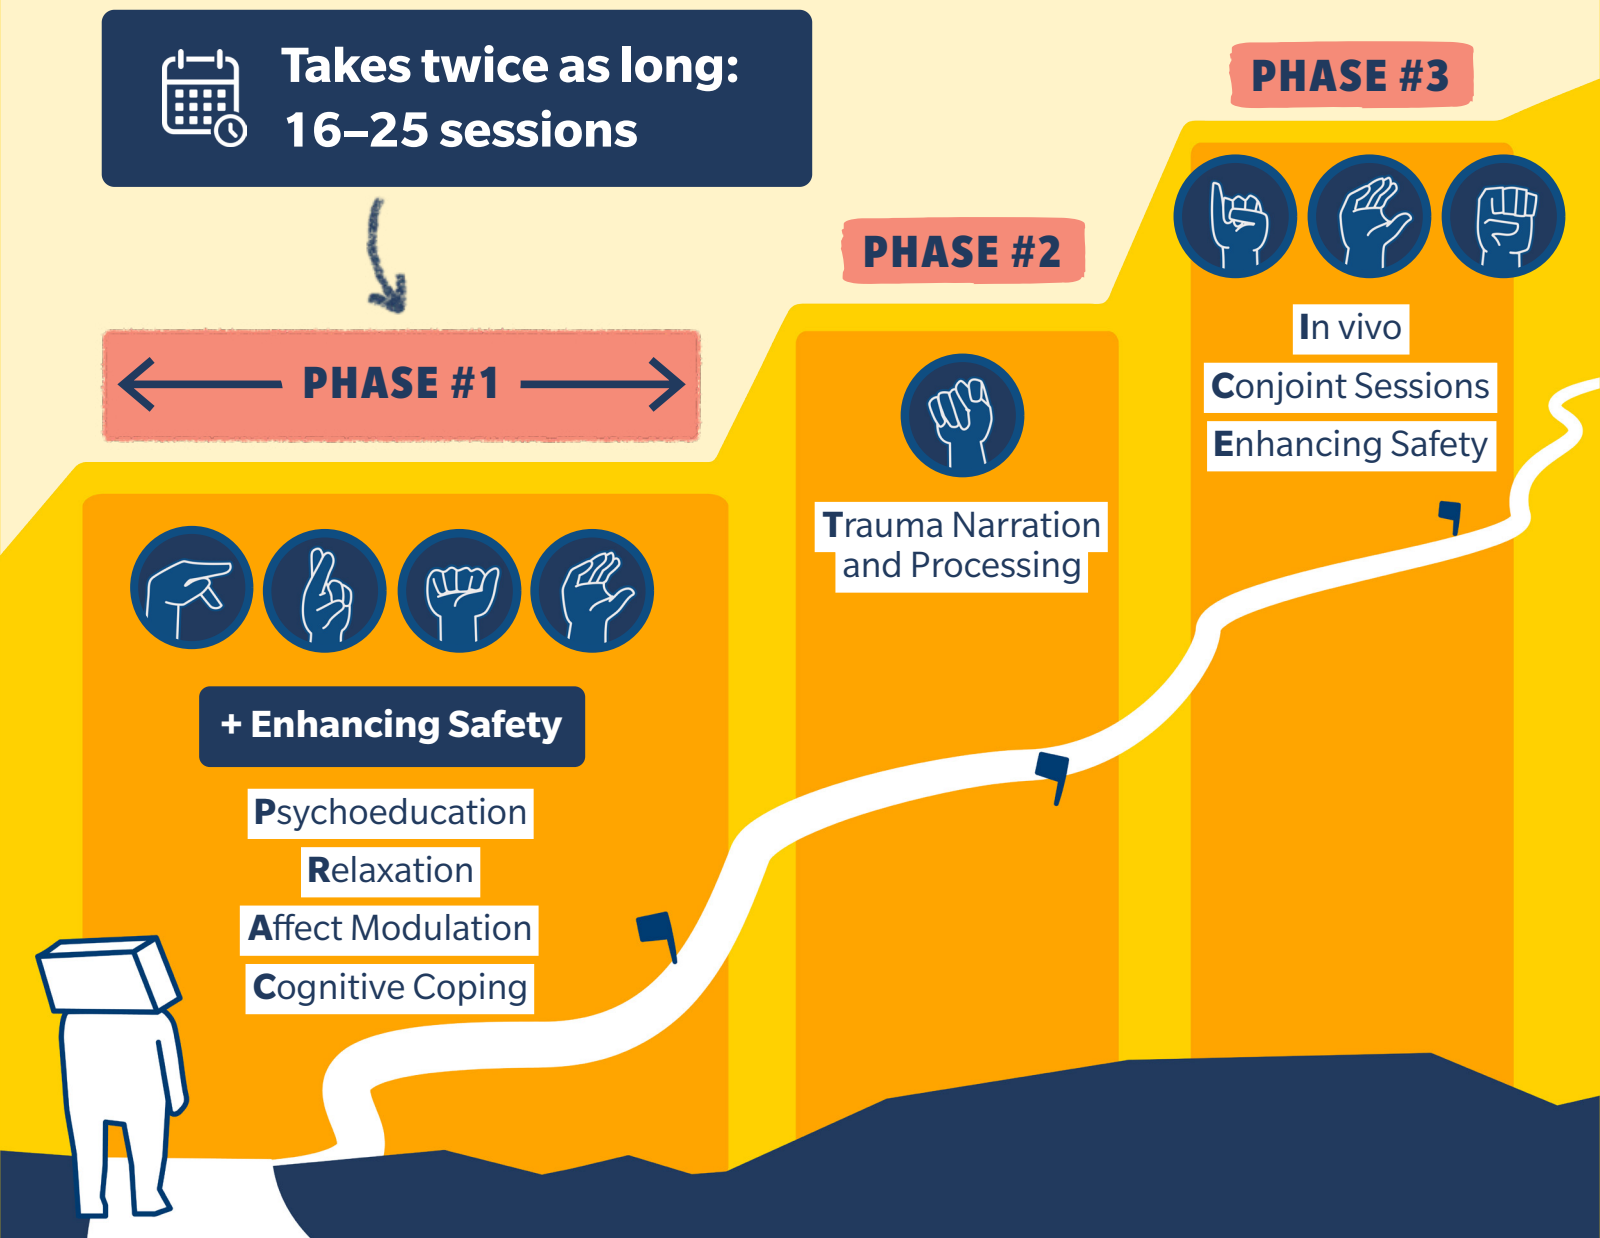 Takes twice as long:
16–25 sessions
PHASE #1
+ Enhancing Safety
Psychoeducation
Relaxation
Affect Modulation
Cognitive Coping
PHASE #2
Trauma Narration
and Processing
PHASE #3
In vivo
Conjoint Sessions
Enhancing Safety